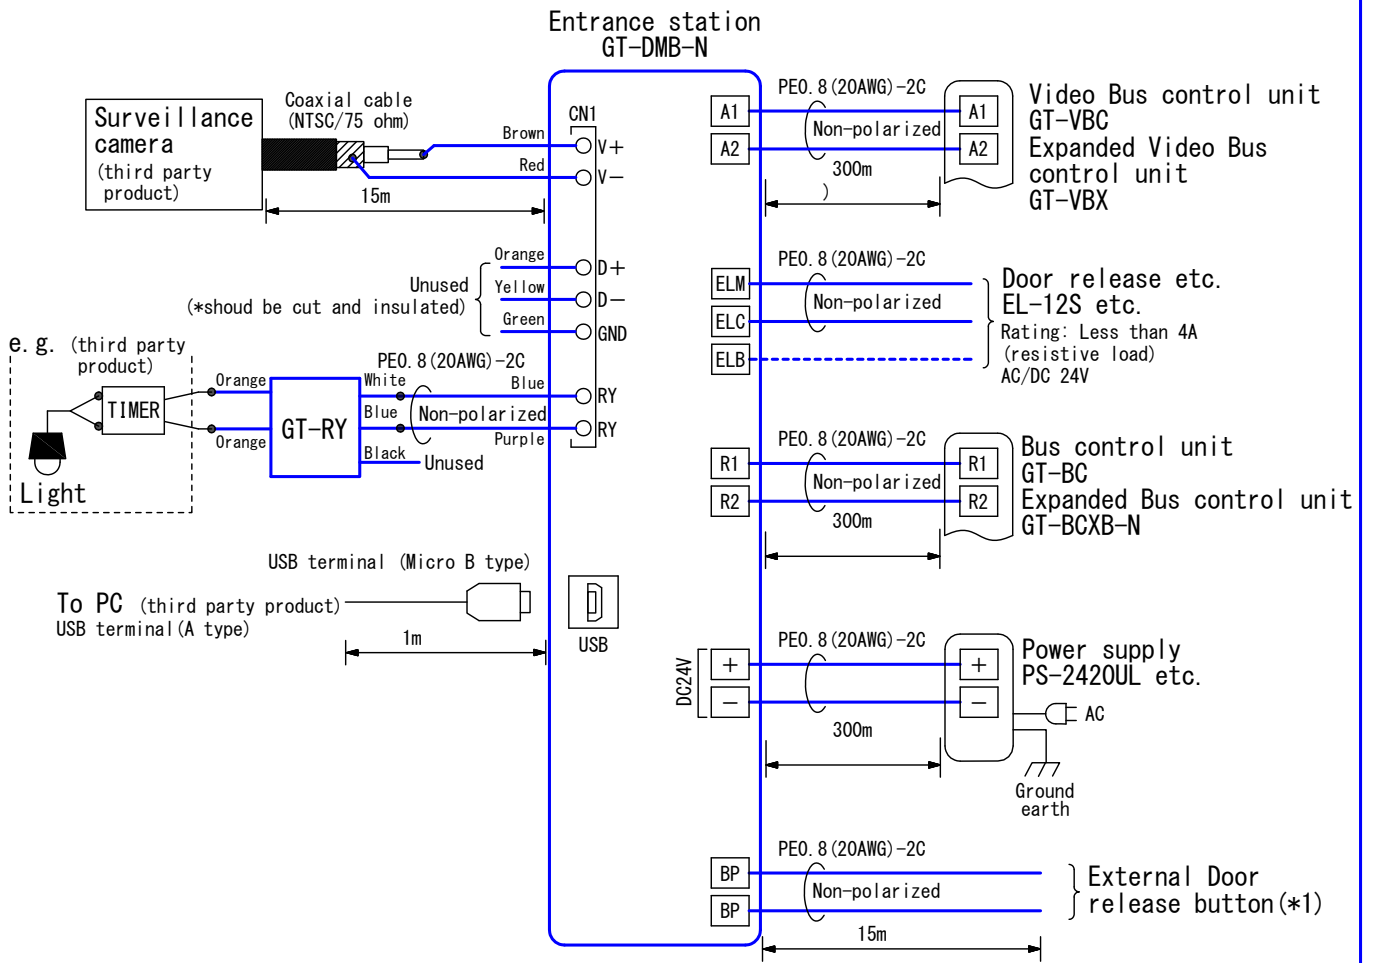 Entrance station
GT-DMB-N
Surveillance
camera
(third party
product)
Coaxial cable
(NTSC/75 ohm)
Brown
Red
15m
CN1
V+
V-
Orange
Yellow
Green
Unused
(*shoud be cut and insulated)
D+
D-
GND
e.g. (third party
product)
TIMER
Light
Orange
Orange
GT-RY
PE0.8(20AWG)-2C
White
Blue
Black
Non-polarized
Unused
Blue
Purple
RY
RY
USB terminal (Micro B type)
To PC (third party product)
USB terminal(A type)
1m
USB
A1
A2
PE0.8(20AWG)-2C
Non-polarized
300m
)
A1
A2
Video Bus control unit
GT-VBC
Expanded Video Bus
control unit
GT-VBX
ELM
ELC
ELB
PE0.8(20AWG)-2C
Non-polarized
Door release etc.
EL-12S etc.
Rating: Less than 4A
(resistive load)
AC/DC 24V
R1
R2
PE0.8(20AWG)-2C
Non-polarized
300m
R1
R2
Bus control unit
GT-BC
Expanded Bus control unit
GT-BCXB-N
DC24V
+
-
PE0.8(20AWG)-2C
300m
+
-
Power supply
PS-2420UL etc.
AC
Ground
earth
BP
BP
PE0.8(20AWG)-2C
Non-polarized
15m
External Door
release button(*1)